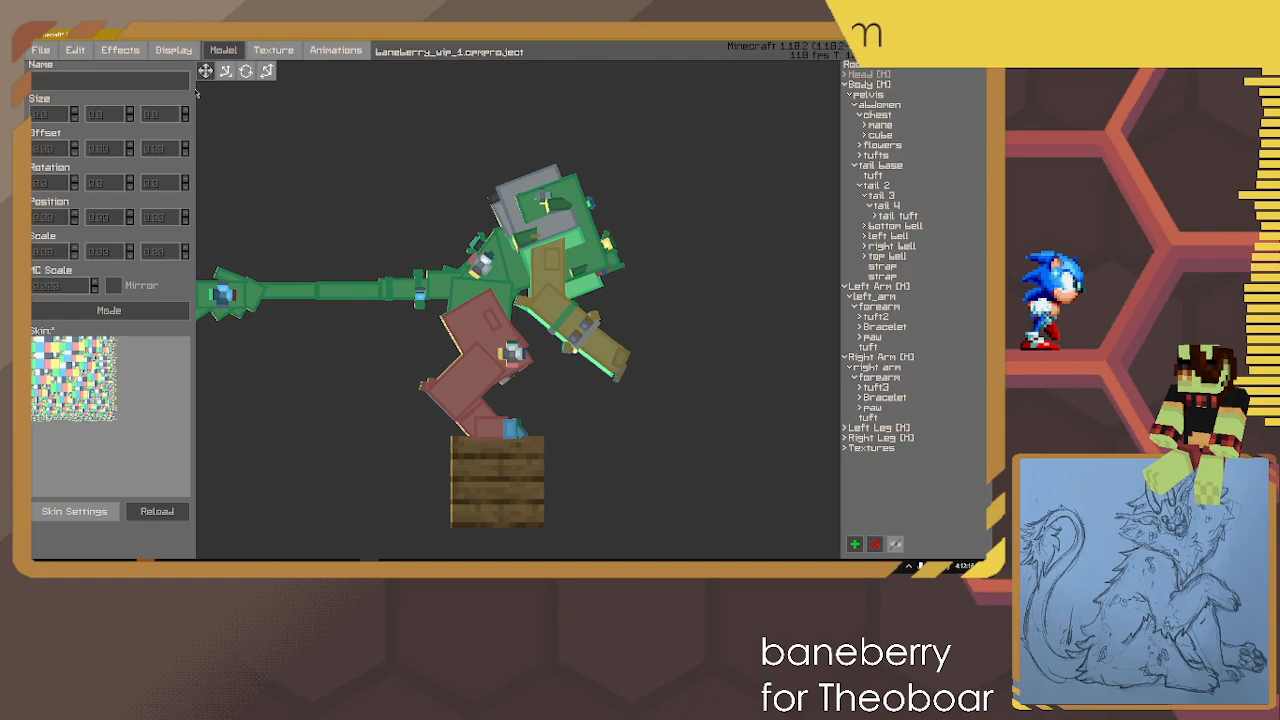 m
File Edit Effects Display Model Texture Animations baneberry_wip_1.cpmproject
Name
Size
Offset
Rotation
Position
Scale
MC Scale
Mirror
Mode
Skin:*
Skin Settings Reload
Head [H]
Body [H]
pelvis
abdomen
chest
mane
cube
flowers
tufts
tail base
tuft
tail 2
tail 3
tail 4
tail tuft
bottom bell
left bell
right bell
top bell
strap
strap
Left Arm [H]
left_arm
forearm
tuft2
Bracelet
paw
tuft
Right Arm [H]
right arm
forearm
tuft3
Bracelet
paw
tuft
Left Leg [H]
Right Leg [H]
Textures
baneberry
for Theoboar